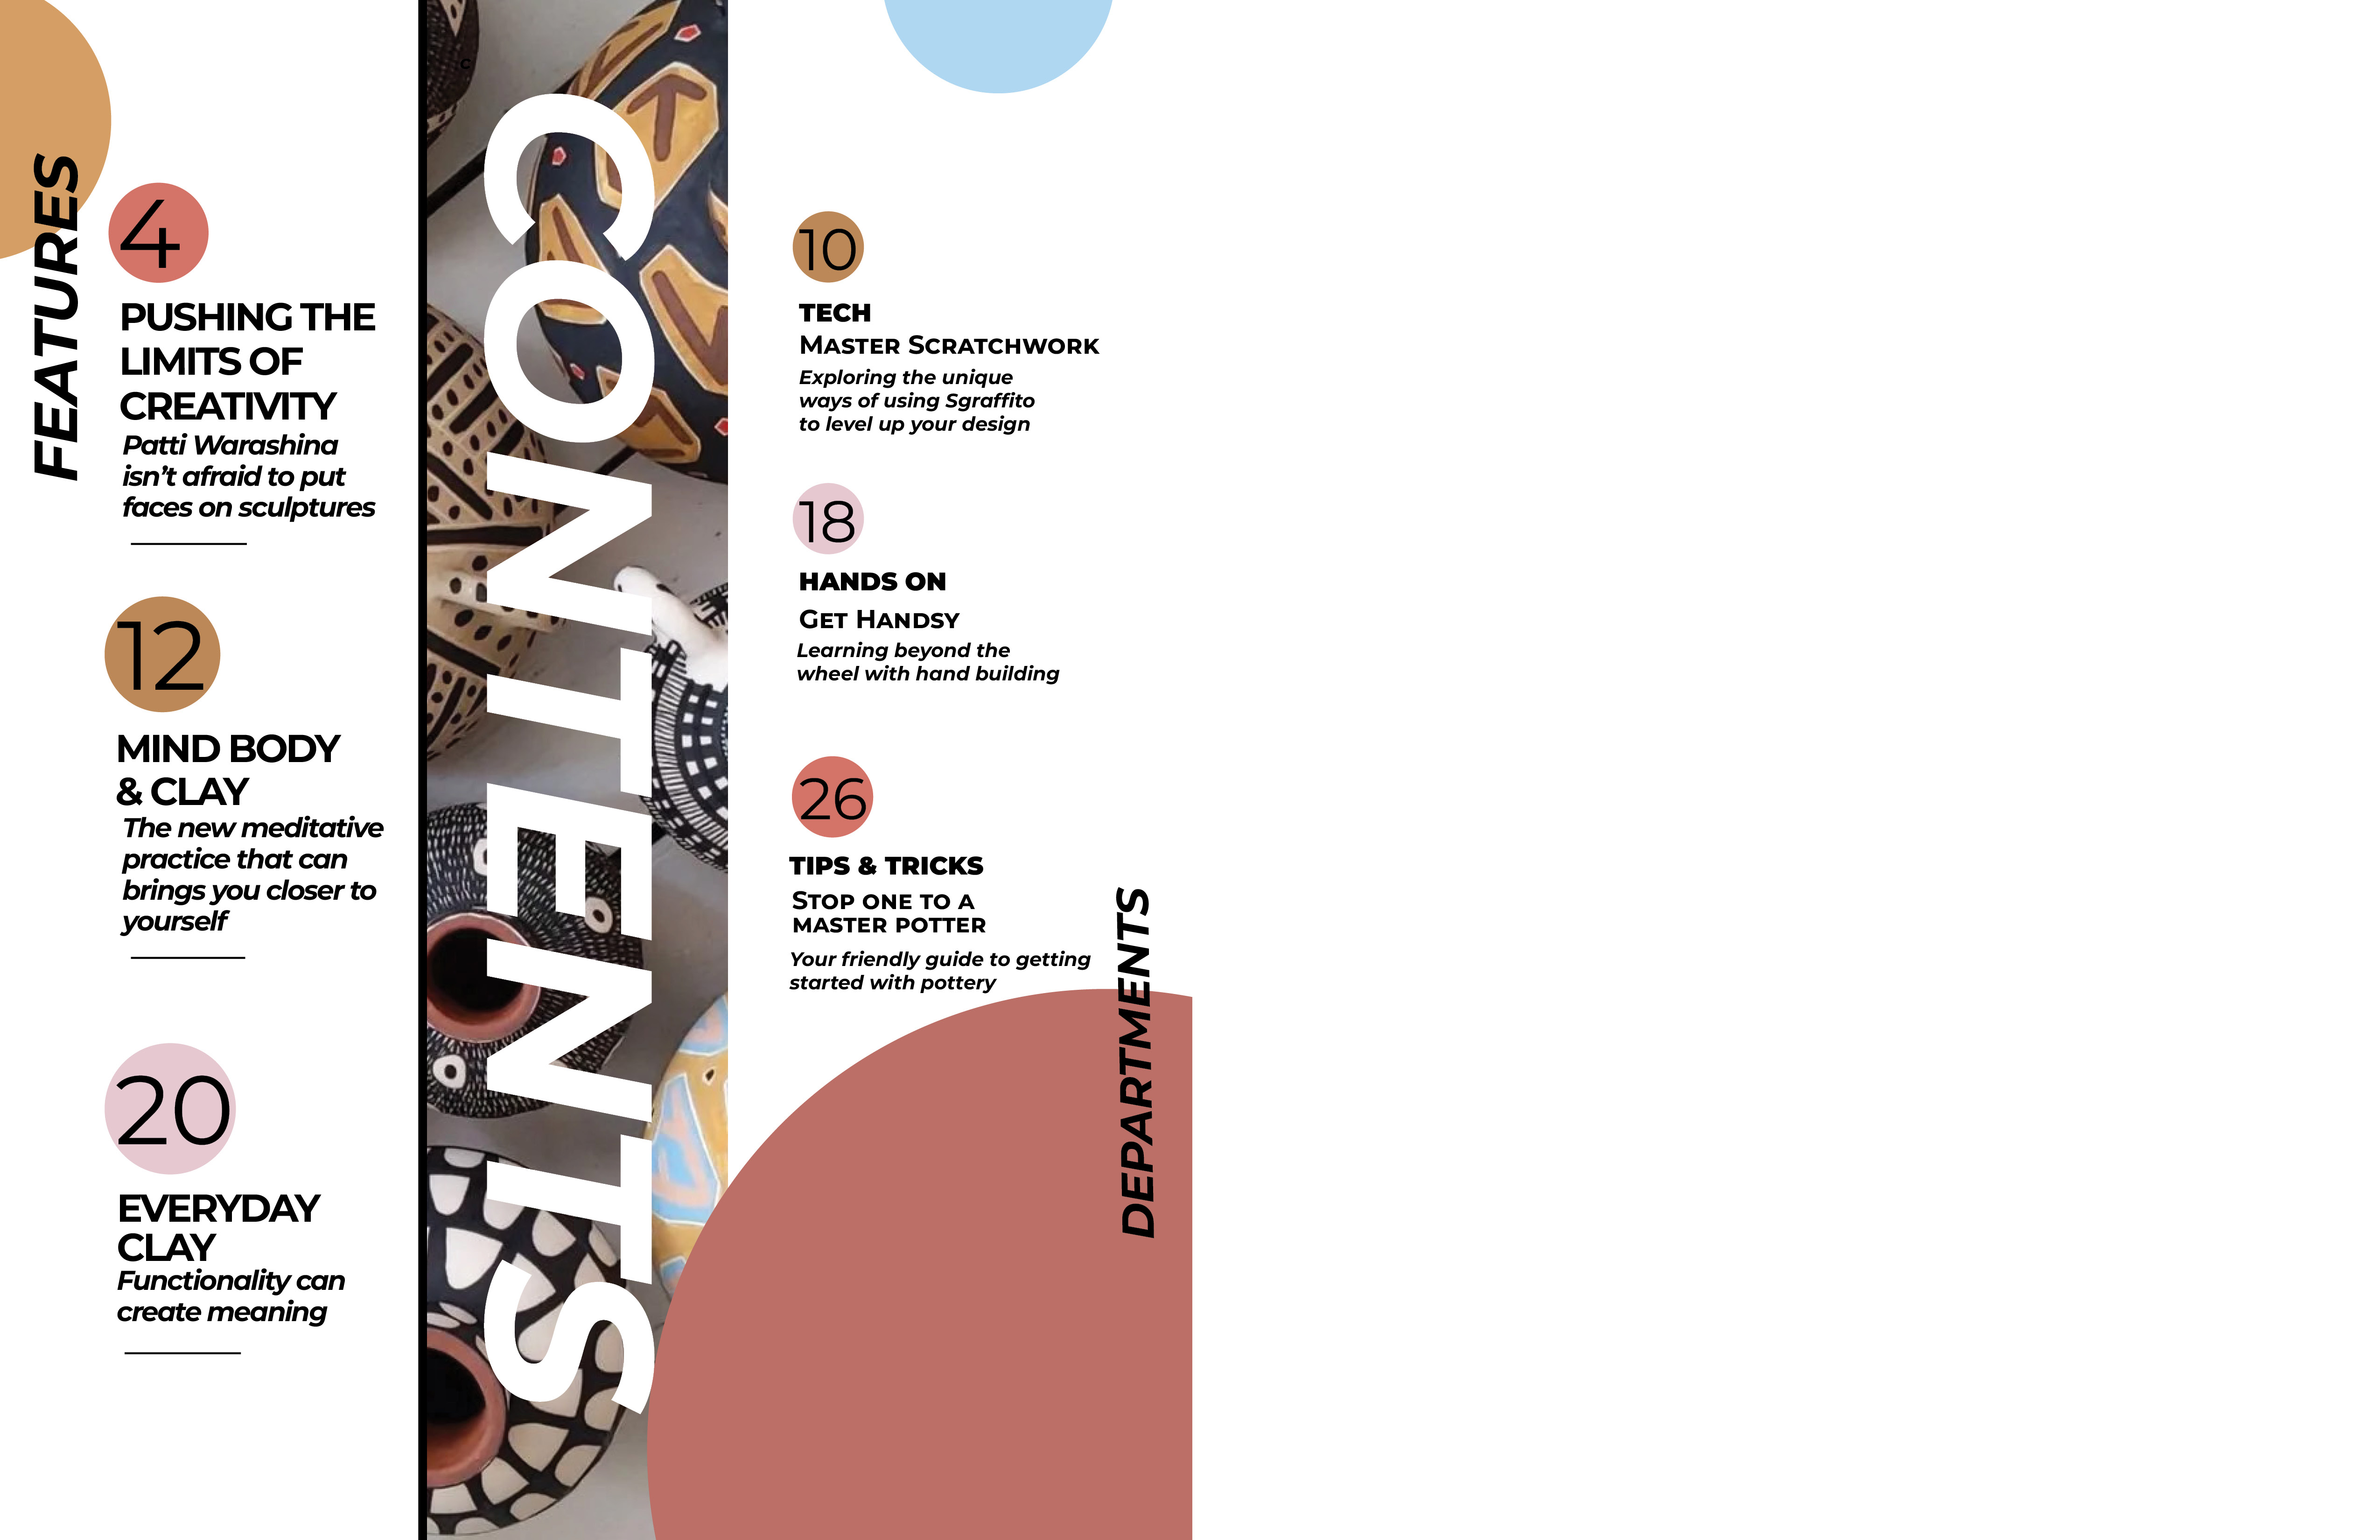 FEATURES
4
PUSHING THE
LIMITS OF
CREATIVITY
Patti Warashina
isn’t afraid to put
faces on sculptures
12
MIND BODY
& CLAY
The new meditative
practice that can
brings you closer to
yourself
20
EVERYDAY
CLAY
Functionality can
create meaning
C
CONTENTS
10
TECH
Master Scratchwork
Exploring the unique
ways of using Sgraffito
to level up your design
18
HANDS ON
Get Handsy
Learning beyond the
wheel with hand building
26
TIPS & TRICKS
Stop one to a
master potter
Your friendly guide to getting
started with pottery
DEPARTMENTS